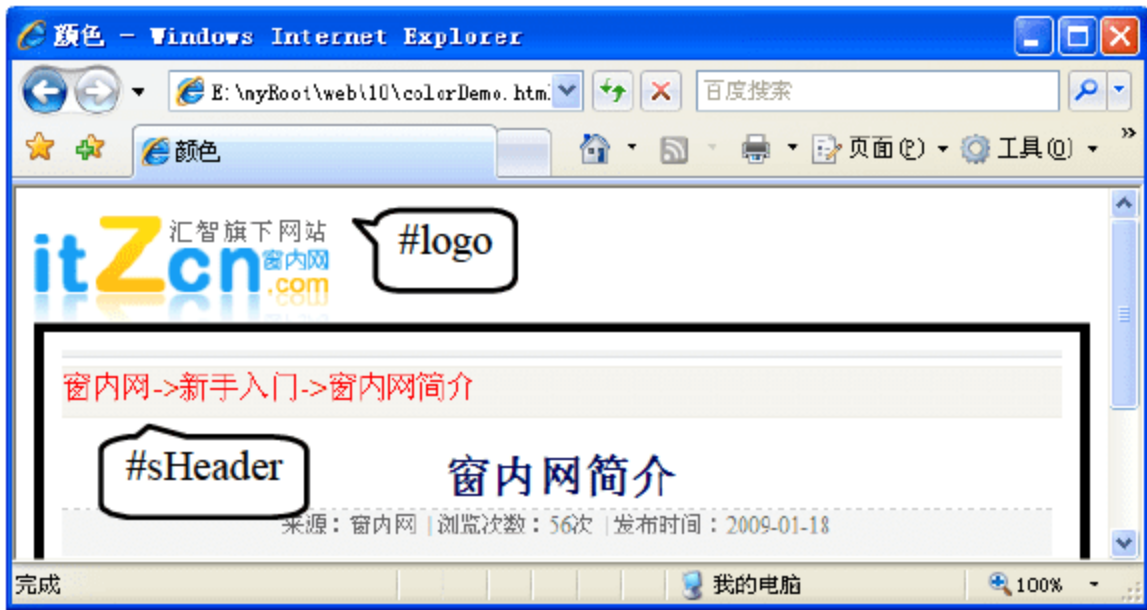 颜色 - Windows Internet Explorer
E:\myRoot\web\10\colorDemo.htm
百度搜索
颜色
页面(P)
工具(O)
»
汇智旗下网站
itZcn
窗内网
.com
#logo
窗内网->新手入门->窗内网简介
#sHeader
窗内网简介
来源：窗内网 |浏览次数：56次 |发布时间：2009-01-18
完成
我的电脑
100%